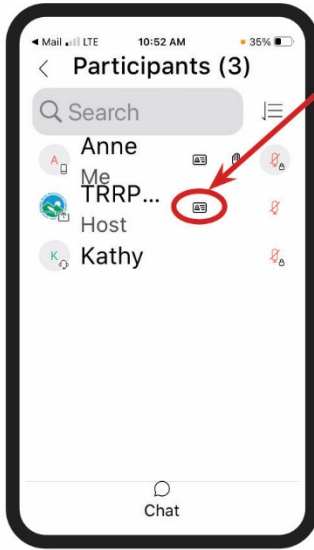 Mail LTE 10:52 AM 35%
Participants (3)
Search
A Anne
Me
TRRP...
Host
K Kathy
Chat